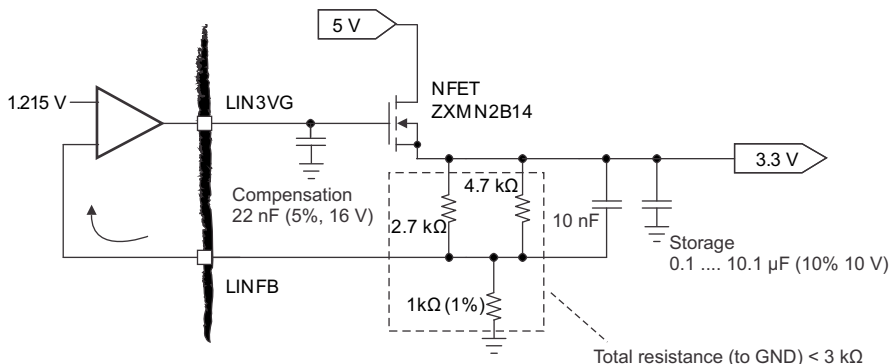 5 V
NFET
ZXMN2B14
1.215 V
LIN3VG
3.3 V
Compensation
22 nF (5%, 16 V)
4.7 kΩ
2.7 kΩ
10 nF
Storage
0.1 .... 10.1 µF (10% 10 V)
LINFB
1kΩ (1%)
Total resistance (to GND) < 3 kΩ